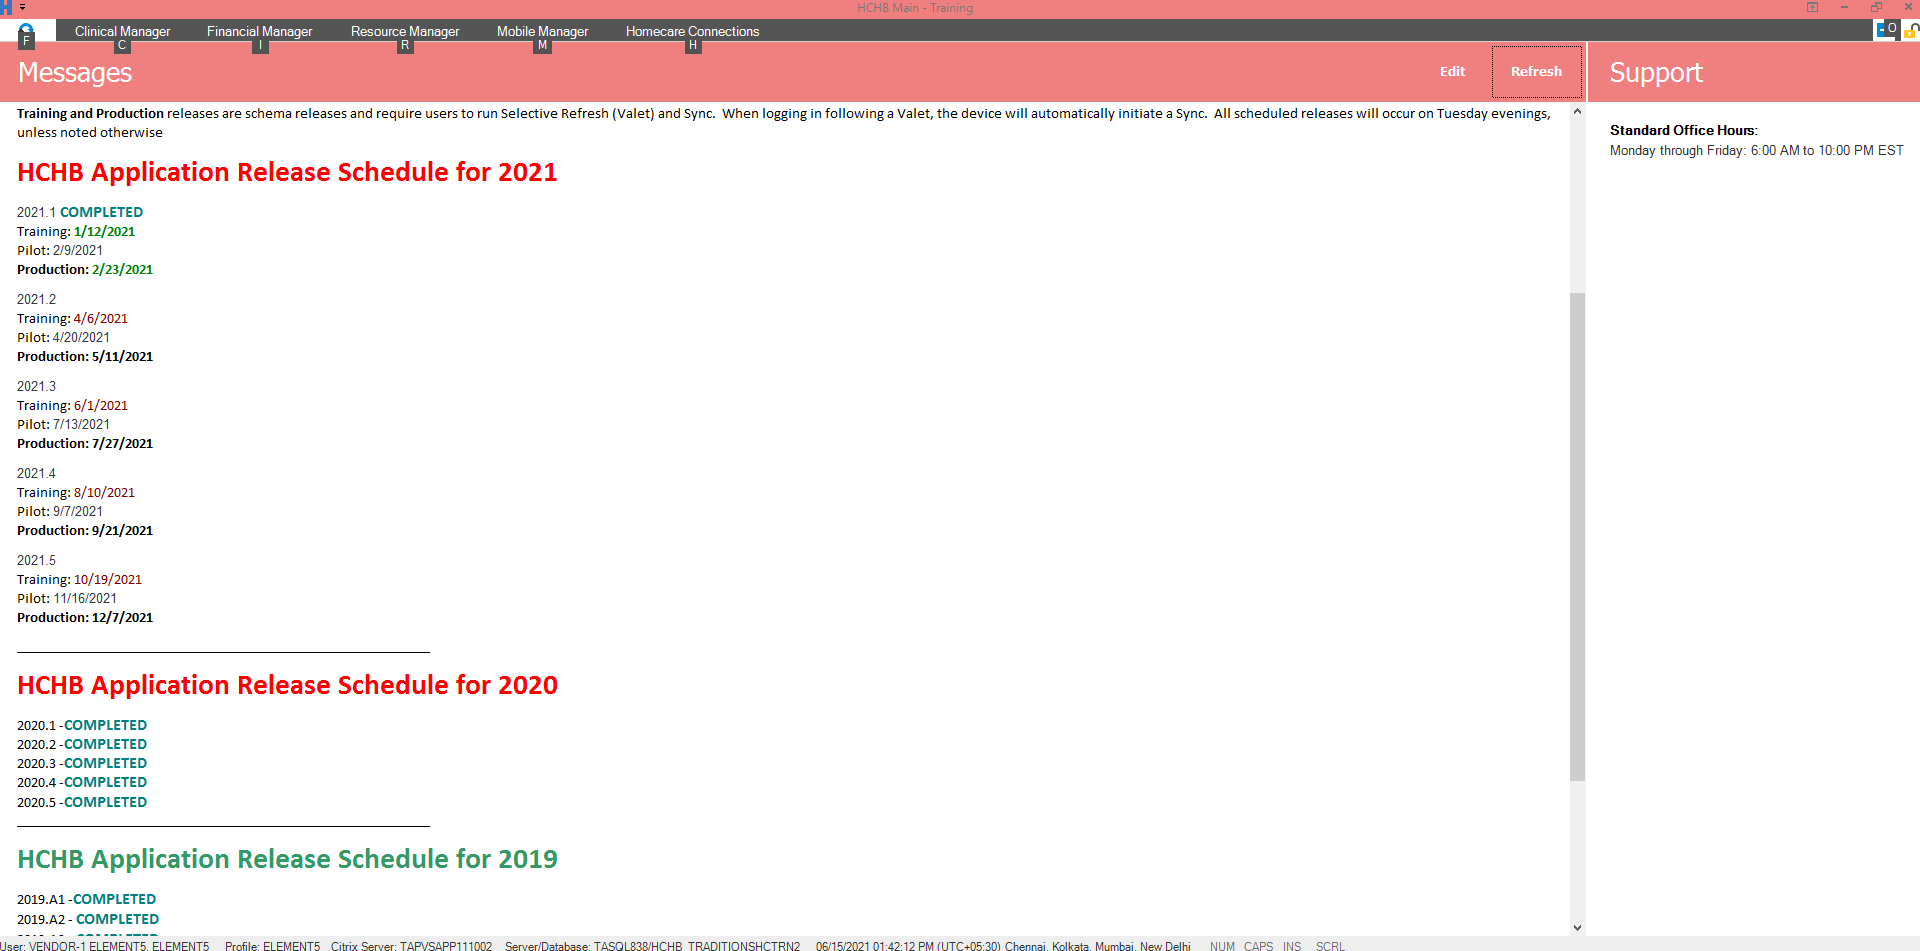 HCHB Main - Training
F
Clinical Manager
C
Financial Manager
I
Resource Manager
R
Mobile Manager
M
Homecare Connections
H
O
Messages
Edit
Refresh
Support
Training and Production releases are schema releases and require users to run Selective Refresh (Valet) and Sync.  When logging in following a Valet, the device will automatically initiate a Sync.  All scheduled releases will occur on Tuesday evenings,
unless noted otherwise
Standard Office Hours:
Monday through Friday: 6:00 AM to 10:00 PM EST
HCHB Application Release Schedule for 2021
2021.1 COMPLETED
Training: 1/12/2021
Pilot: 2/9/2021
Production: 2/23/2021
2021.2
Training: 4/6/2021
Pilot: 4/20/2021
Production: 5/11/2021
2021.3
Training: 6/1/2021
Pilot: 7/13/2021
Production: 7/27/2021
2021.4
Training: 8/10/2021
Pilot: 9/7/2021
Production: 9/21/2021
2021.5
Training: 10/19/2021
Pilot: 11/16/2021
Production: 12/7/2021
HCHB Application Release Schedule for 2020
2020.1 -COMPLETED
2020.2 -COMPLETED
2020.3 -COMPLETED
2020.4 -COMPLETED
2020.5 -COMPLETED
HCHB Application Release Schedule for 2019
2019.A1 -COMPLETED
2019.A2 - COMPLETED
User: VENDOR-1 ELEMENT5, ELEMENT5 Profile: ELEMENT5 Citrix Server: TAPVSAPP111002 Server/Database: TASQL838/HCHB_TRADITIONSHCTRN2 06/15/2021 01:42:12 PM (UTC+05:30) Chennai, Kolkata, Mumbai, New Delhi NUM CAPS INS SCRL